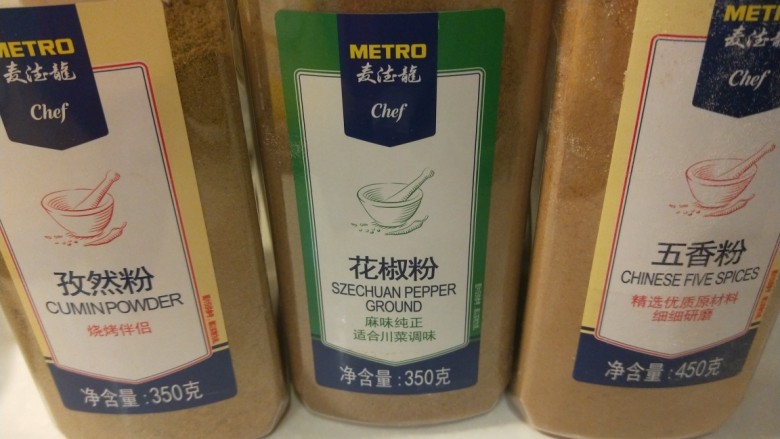 METRO
麦德龍
Chef
孜然粉
CUMIN POWDER
烧烤伴侣
净含量:350克
METRO
麦德龍
Chef
花椒粉
SZECHUAN PEPPER
GROUND
麻味纯正
适合川菜调味
净含量:350克
METRO
麦德龍
Chef
五香粉
CHINESE FIVE SPICES
精选优质原材料
细细研磨
净含量:450克